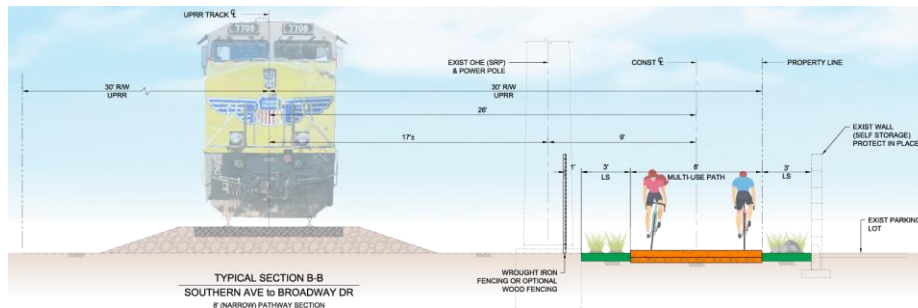 UPRR TRACK ℄
7708 7708
EXIST OHE (SRP)
& POWER POLE
CONST ℄
PROPERTY LINE
30' R/W
UPRR
30' R/W
UPRR
26'
17'±
9'
EXIST WALL
(SELF STORAGE)
PROTECT IN PLACE
1'
3'
LS
8'
MULTI-USE PATH
3'
LS
EXIST PARKING
LOT
WROUGHT IRON
FENCING OR OPTIONAL
WOOD FENCING
TYPICAL SECTION B-B
SOUTHERN AVE to BROADWAY DR
8' (NARROW) PATHWAY SECTION